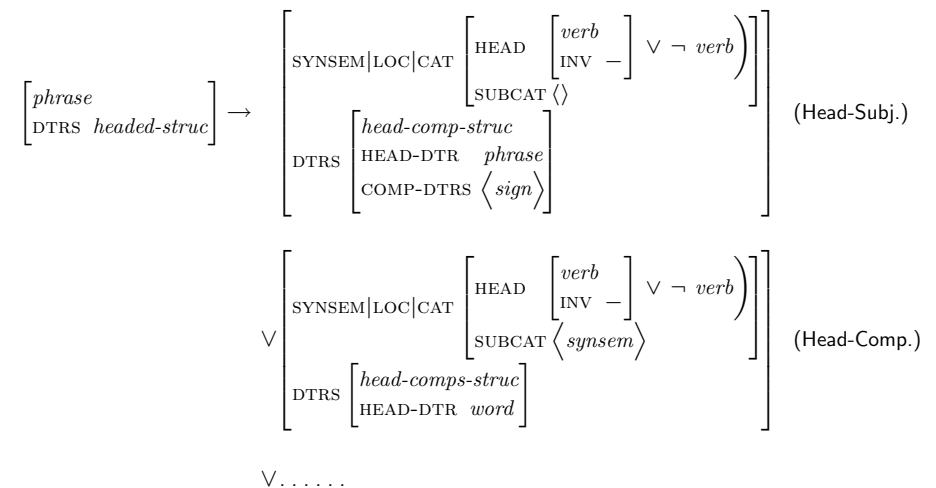 [phrase
DTRS headed-struc] →
[SYNSEM|LOC|CAT [HEAD [verb
INV −] ∨ ¬ verb)
SUBCAT ⟨⟩]
DTRS [head-comp-struc
HEAD-DTR phrase
COMP-DTRS ⟨sign⟩]] (Head-Subj.)
∨ [SYNSEM|LOC|CAT [HEAD [verb
INV −] ∨ ¬ verb)
SUBCAT ⟨synsem⟩]
DTRS [head-comps-struc
HEAD-DTR word]] (Head-Comp.)
∨......